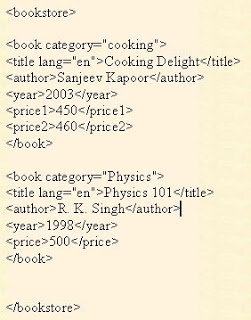 <bookstore>
<book category="cooking">
<title lang="en">Cooking Delight</title>
<author>Sanjeev Kapoor</author>
<year>2003</year>
<price1>450</price1>
<price2>460</price2>
</book>
<book category="Physics">
<title lang="en">Physics 101</title>
<author>R. K. Singh</author>
<year>1998</year>
<price>500</price>
</book>
</bookstore>